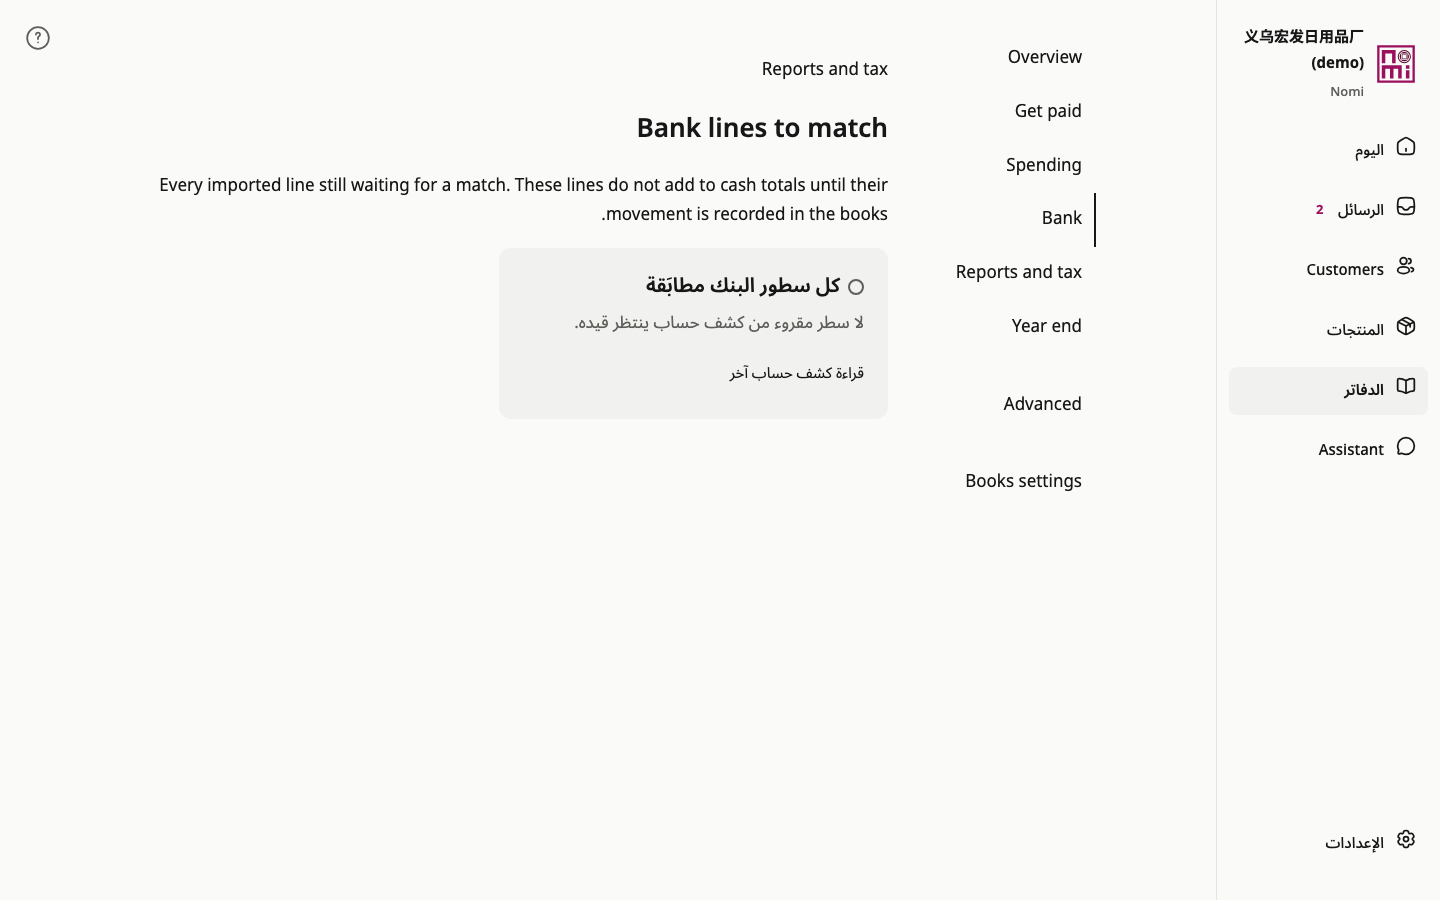 义乌宏发日用品厂
(demo)
Nomi
اليوم
الرسائل 2
Customers
المنتجات
الدفاتر
Assistant
الإعدادات
Overview
Get paid
Spending
Bank
Reports and tax
Year end
Advanced
Books settings
Reports and tax
Bank lines to match
Every imported line still waiting for a match. These lines do not add to cash totals until their
movement is recorded in the books.
كل سطور البنك مطابَقة
لا سطر مقروء من كشف حساب ينتظر قيده.
قراءة كشف حساب آخر